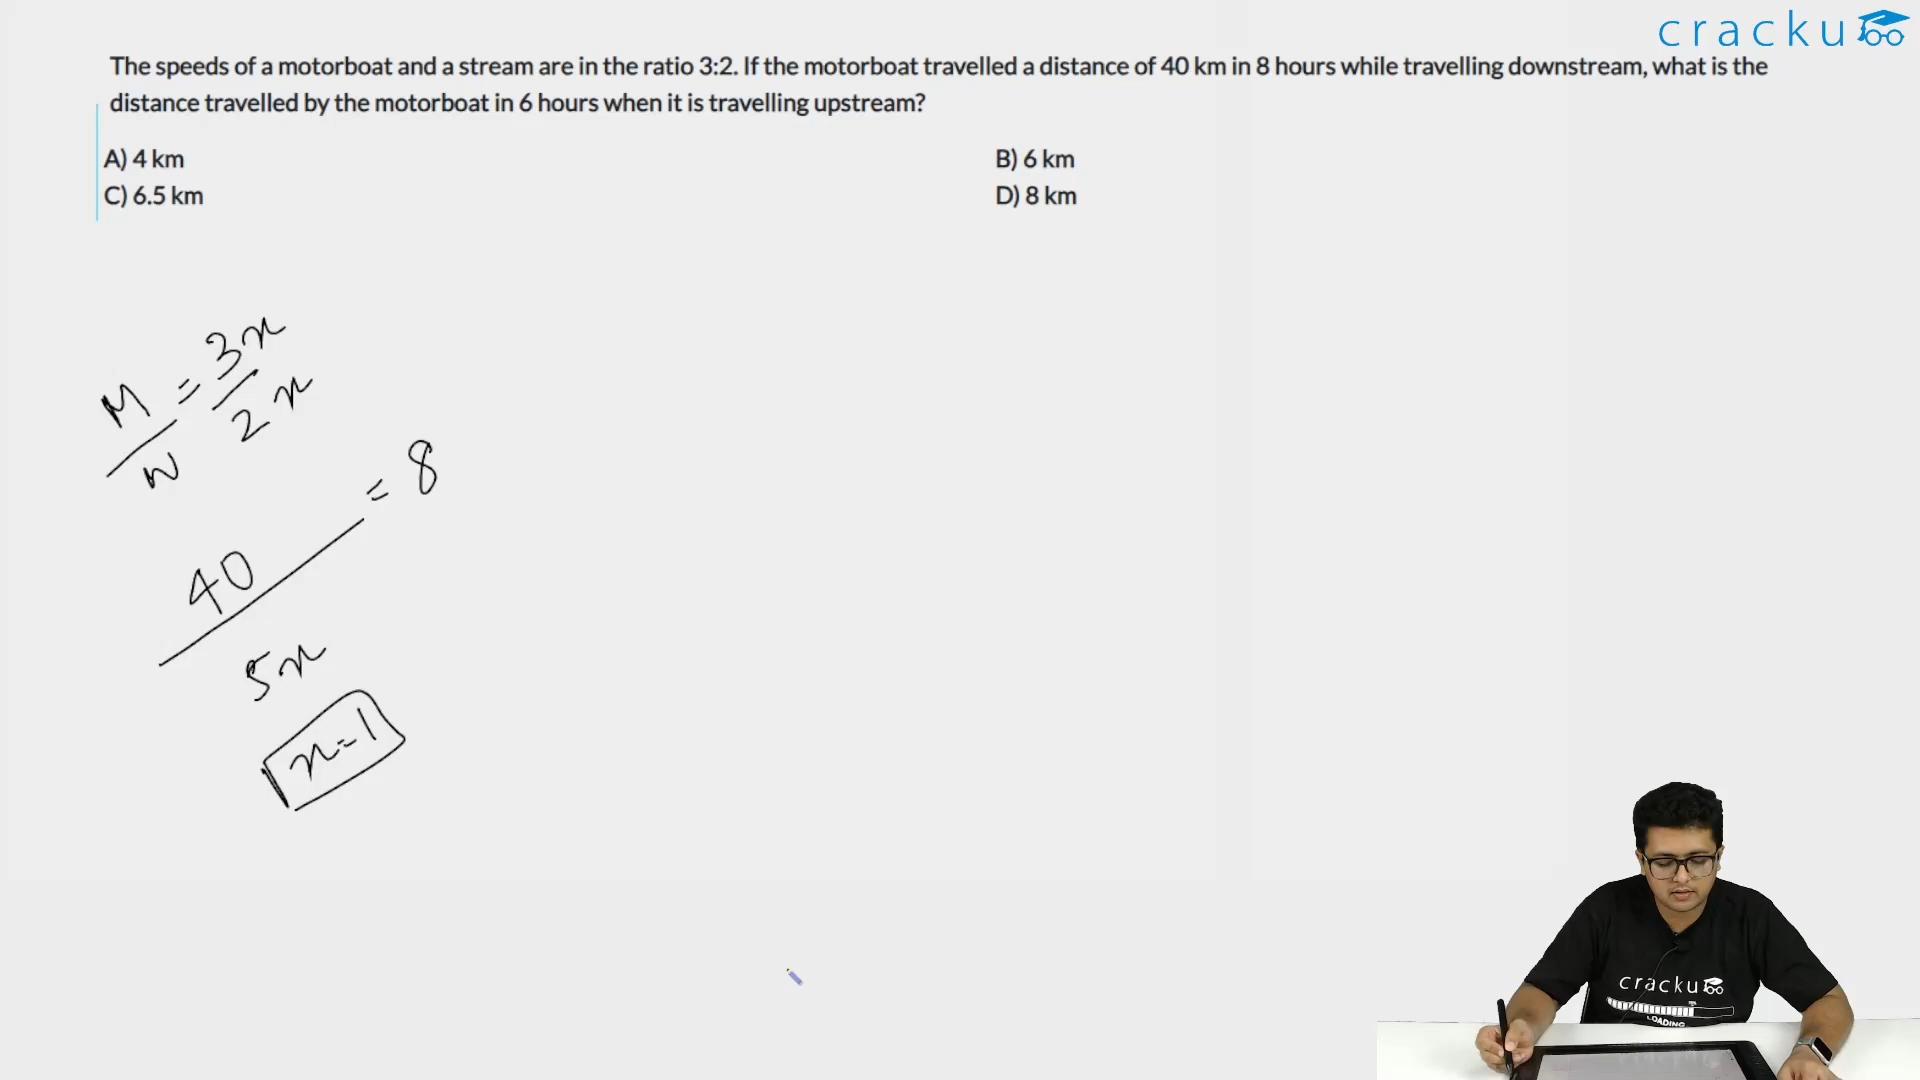 cracku
The speeds of a motorboat and a stream are in the ratio 3:2. If the motorboat travelled a distance of 40 km in 8 hours while travelling downstream, what is the
distance travelled by the motorboat in 6 hours when it is travelling upstream?
A) 4 km
B) 6 km
C) 6.5 km
D) 8 km
M/W = 3x/2x
40/5x = 8
x=1
cracku
LOADING